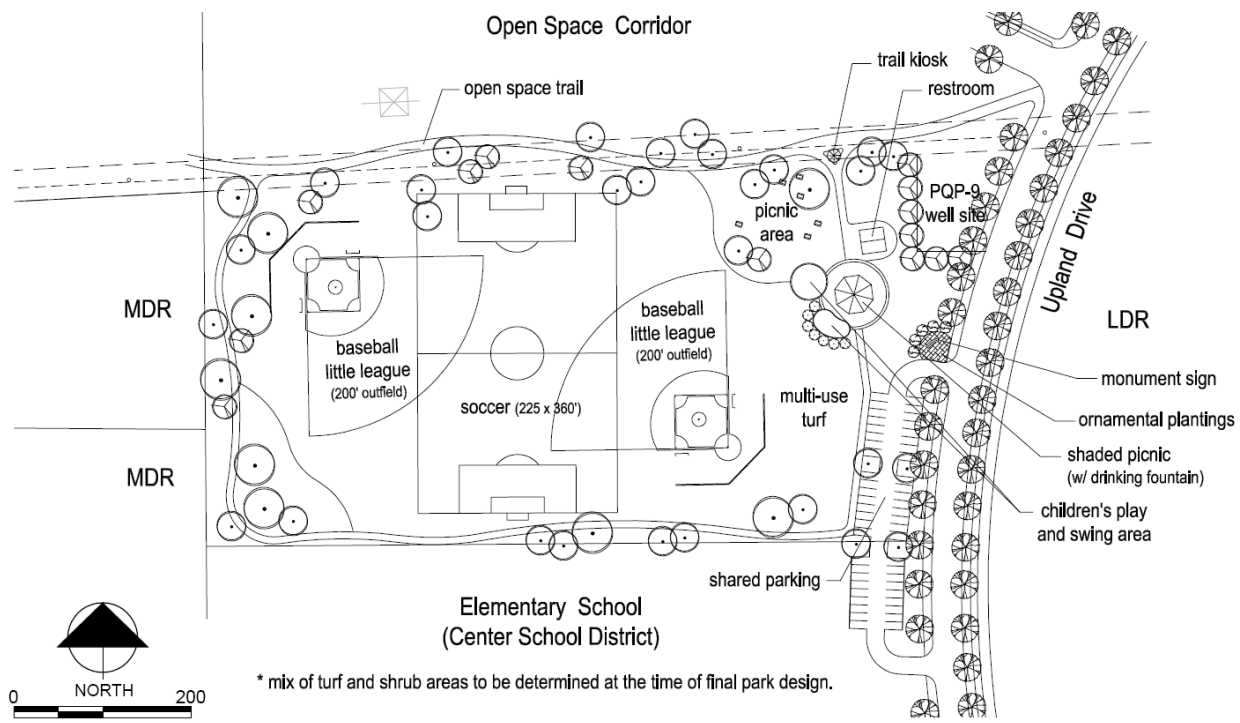 Open Space Corridor
trail kiosk
open space trail
restroom
PQP-9
well site
picnic
area
Upland Drive
MDR
baseball
little league
(200' outfield)
LDR
baseball
little league
(200' outfield)
monument sign
multi-use
turf
soccer (225 x 360')
ornamental plantings
shaded picnic
(w/ drinking fountain)
MDR
children's play
and swing area
shared parking
Elementary School
(Center School District)
NORTH
0 200
* mix of turf and shrub areas to be determined at the time of final park design.